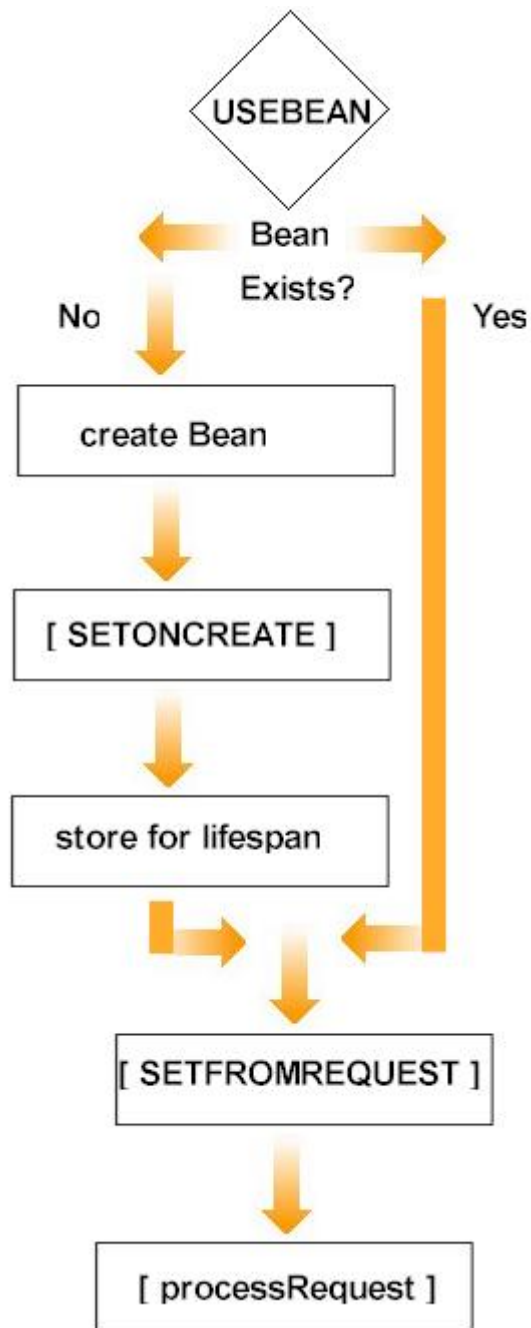 USEBEAN
Bean
Exists?
No
Yes
create Bean
[ SETONCREATE ]
store for lifespan
[ SETFROMREQUEST ]
[ processRequest ]